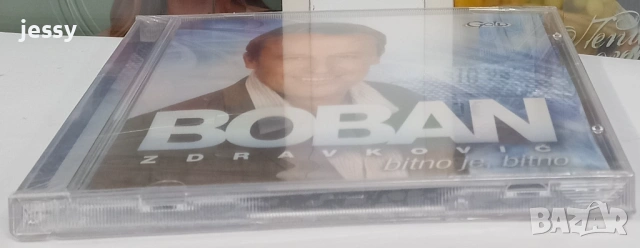 jessy
BOBAN
ZDRAVKOVIĆ
bitno je, bitno
BAZAR